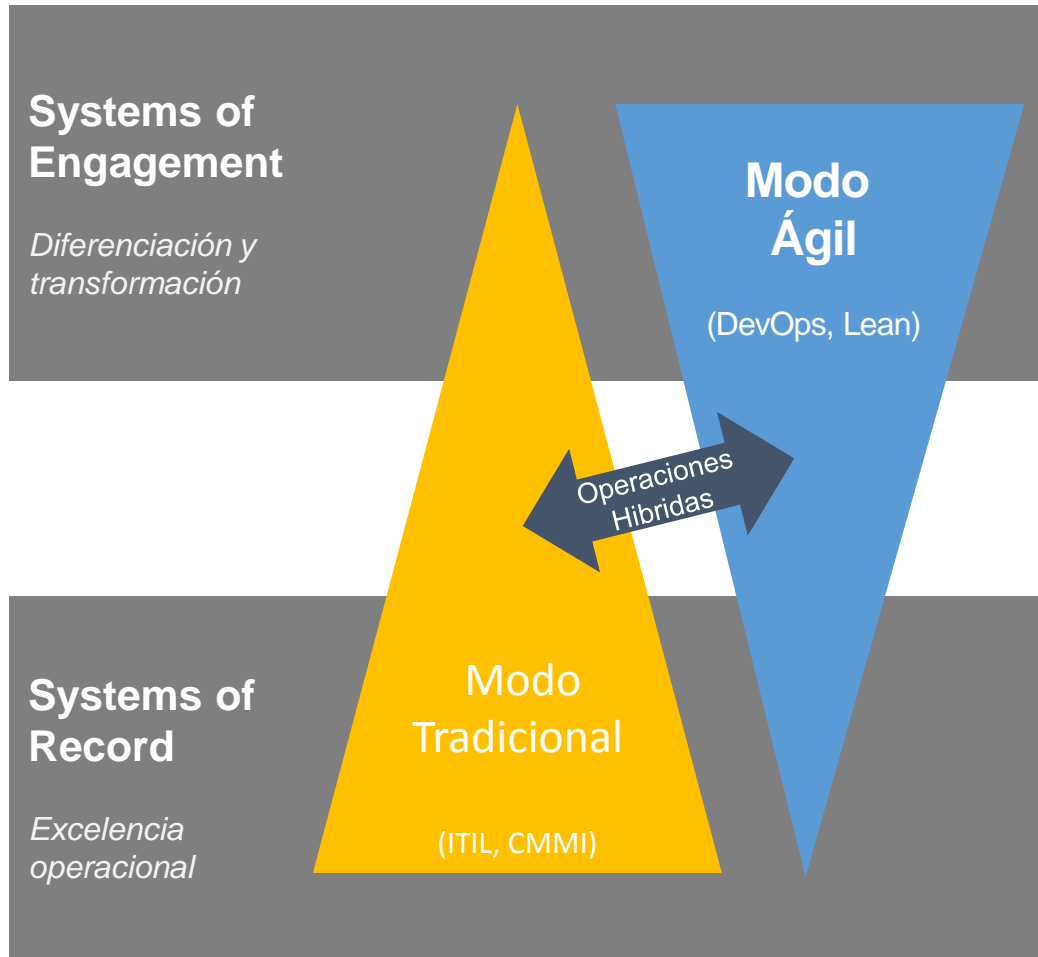 Systems of
Engagement
Diferenciación y
transformación
Modo
Ágil
(DevOps, Lean)
Operaciones
Hibridas
Systems of
Record
Excelencia
operacional
Modo
Tradicional
(ITIL, CMMI)